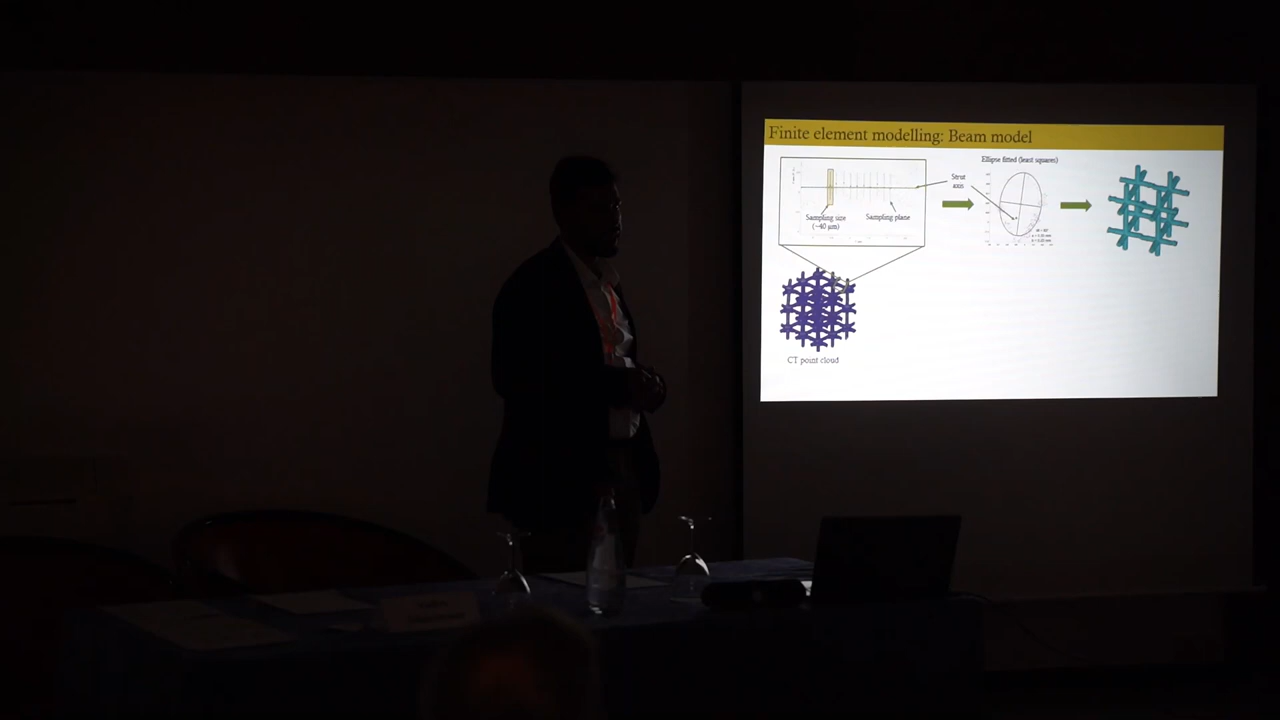 Finite element modelling: Beam model
Ellipse fitted (least squares)
Strut
axis
Sampling size
(~40 μm)
Sampling plane
CT point cloud